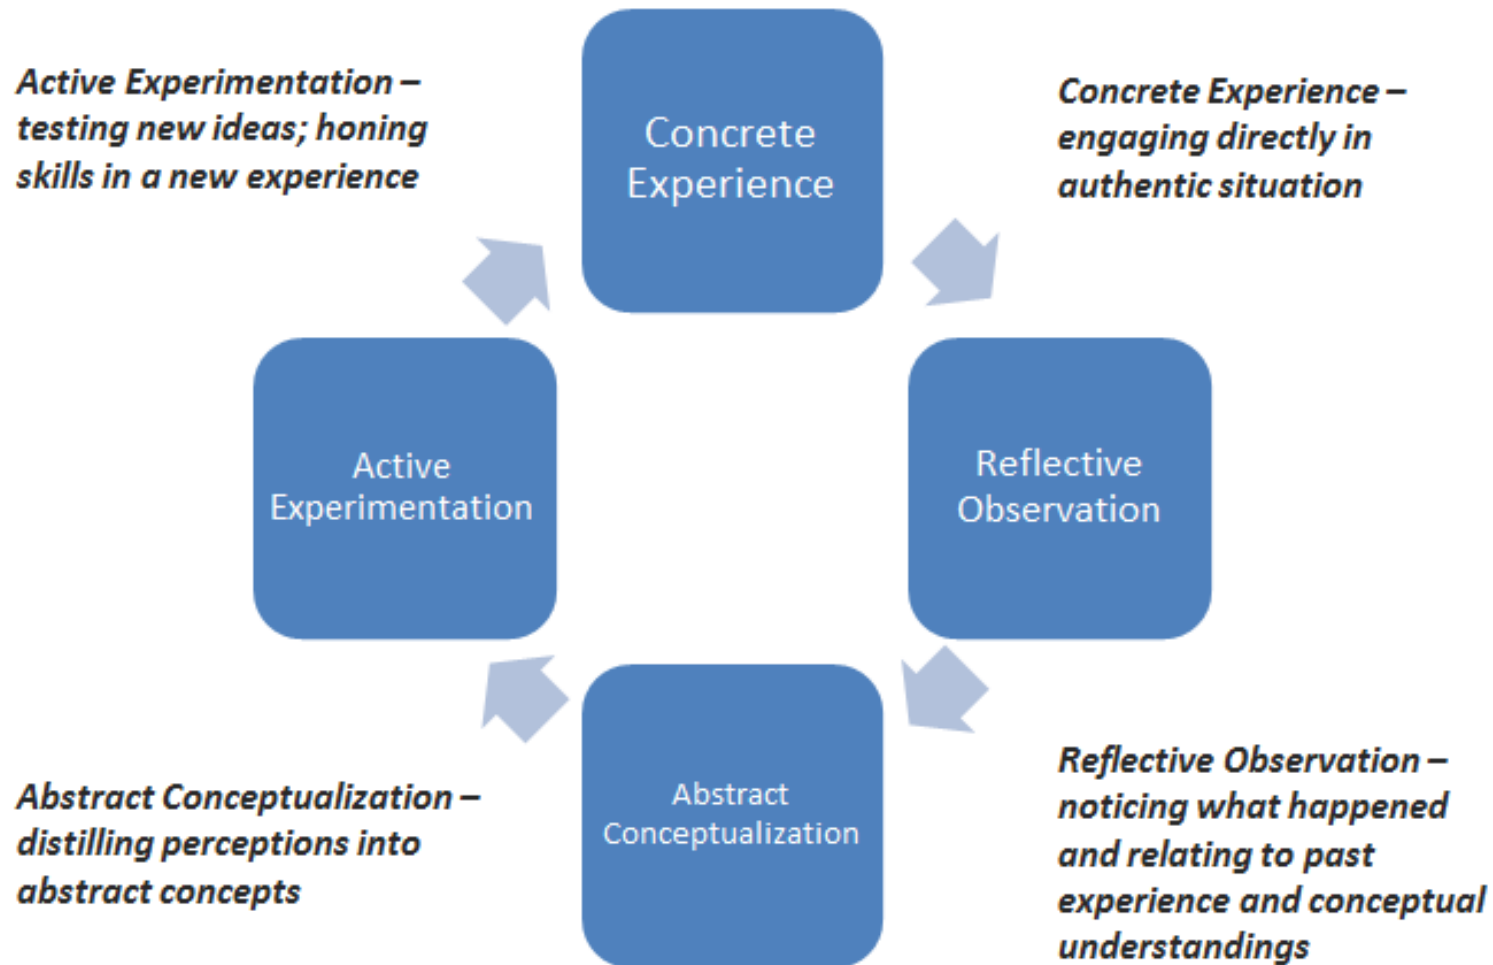 Active Experimentation –
testing new ideas; honing
skills in a new experience
Concrete
Experience
Concrete Experience –
engaging directly in
authentic situation
Active
Experimentation
Reflective
Observation
Abstract Conceptualization –
distilling perceptions into
abstract concepts
Abstract
Conceptualization
Reflective Observation –
noticing what happened
and relating to past
experience and conceptual
understandings